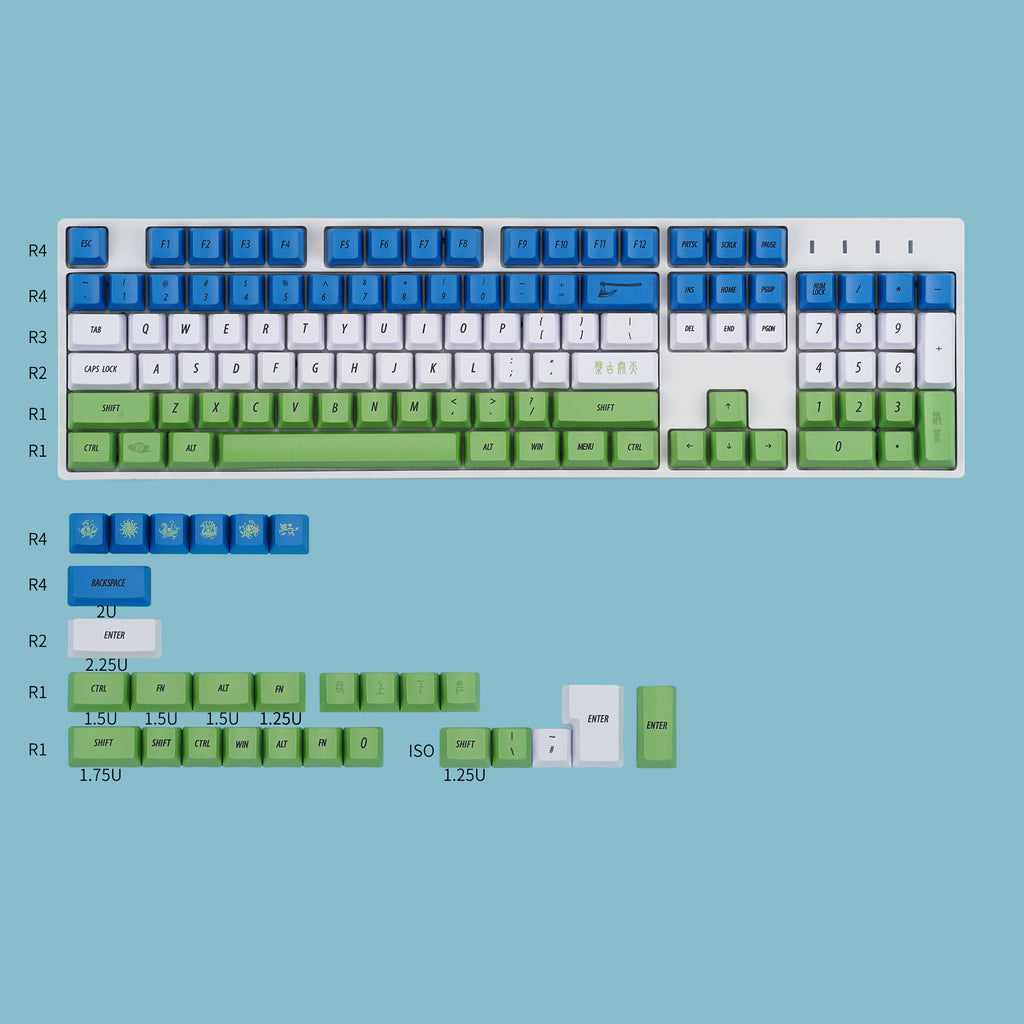 R4 ESC F1 F2 F3 F4 F5 F6 F7 F8 F9 F10 F11 F12 PRTSC SCRLK PAUSE
R4 ~ ! @ # $ % ^ & * ( ) - + INS HOME PGUP NUM LOCK / * -
1 2 3 4 5 6 7 8 9 0 =
R3 TAB Q W E R T Y U I O P { [ } ] | \ DEL END PGDN 7 8 9 +
R2 CAPS LOCK A S D F G H J K L : ; " ' 4 5 6
R1 SHIFT Z X C V B N M < , > . ? / SHIFT ↑ 1 2 3
R1 CTRL ALT ALT WIN MENU CTRL ← ↓ → 0 •
R4
R4 BACKSPACE
2U
R2 ENTER
2.25U
R1 CTRL FN ALT FN
1.5U 1.5U 1.5U 1.25U
R1 SHIFT SHIFT CTRL WIN ALT FN 0
1.75U
ISO SHIFT | \ ~ # ENTER ENTER
1.25U